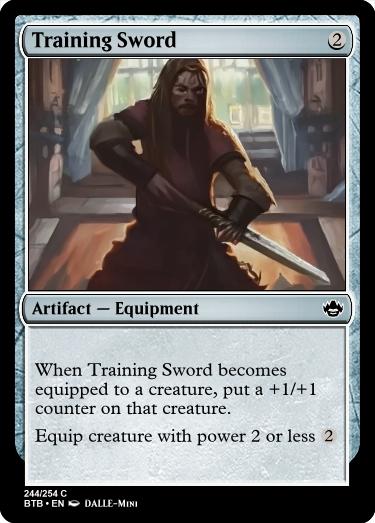 Training Sword 2
Artifact — Equipment
When Training Sword becomes
equipped to a creature, put a +1/+1
counter on that creature.
Equip creature with power 2 or less 2
244/254 C
BTB • EN DALLE-Mini